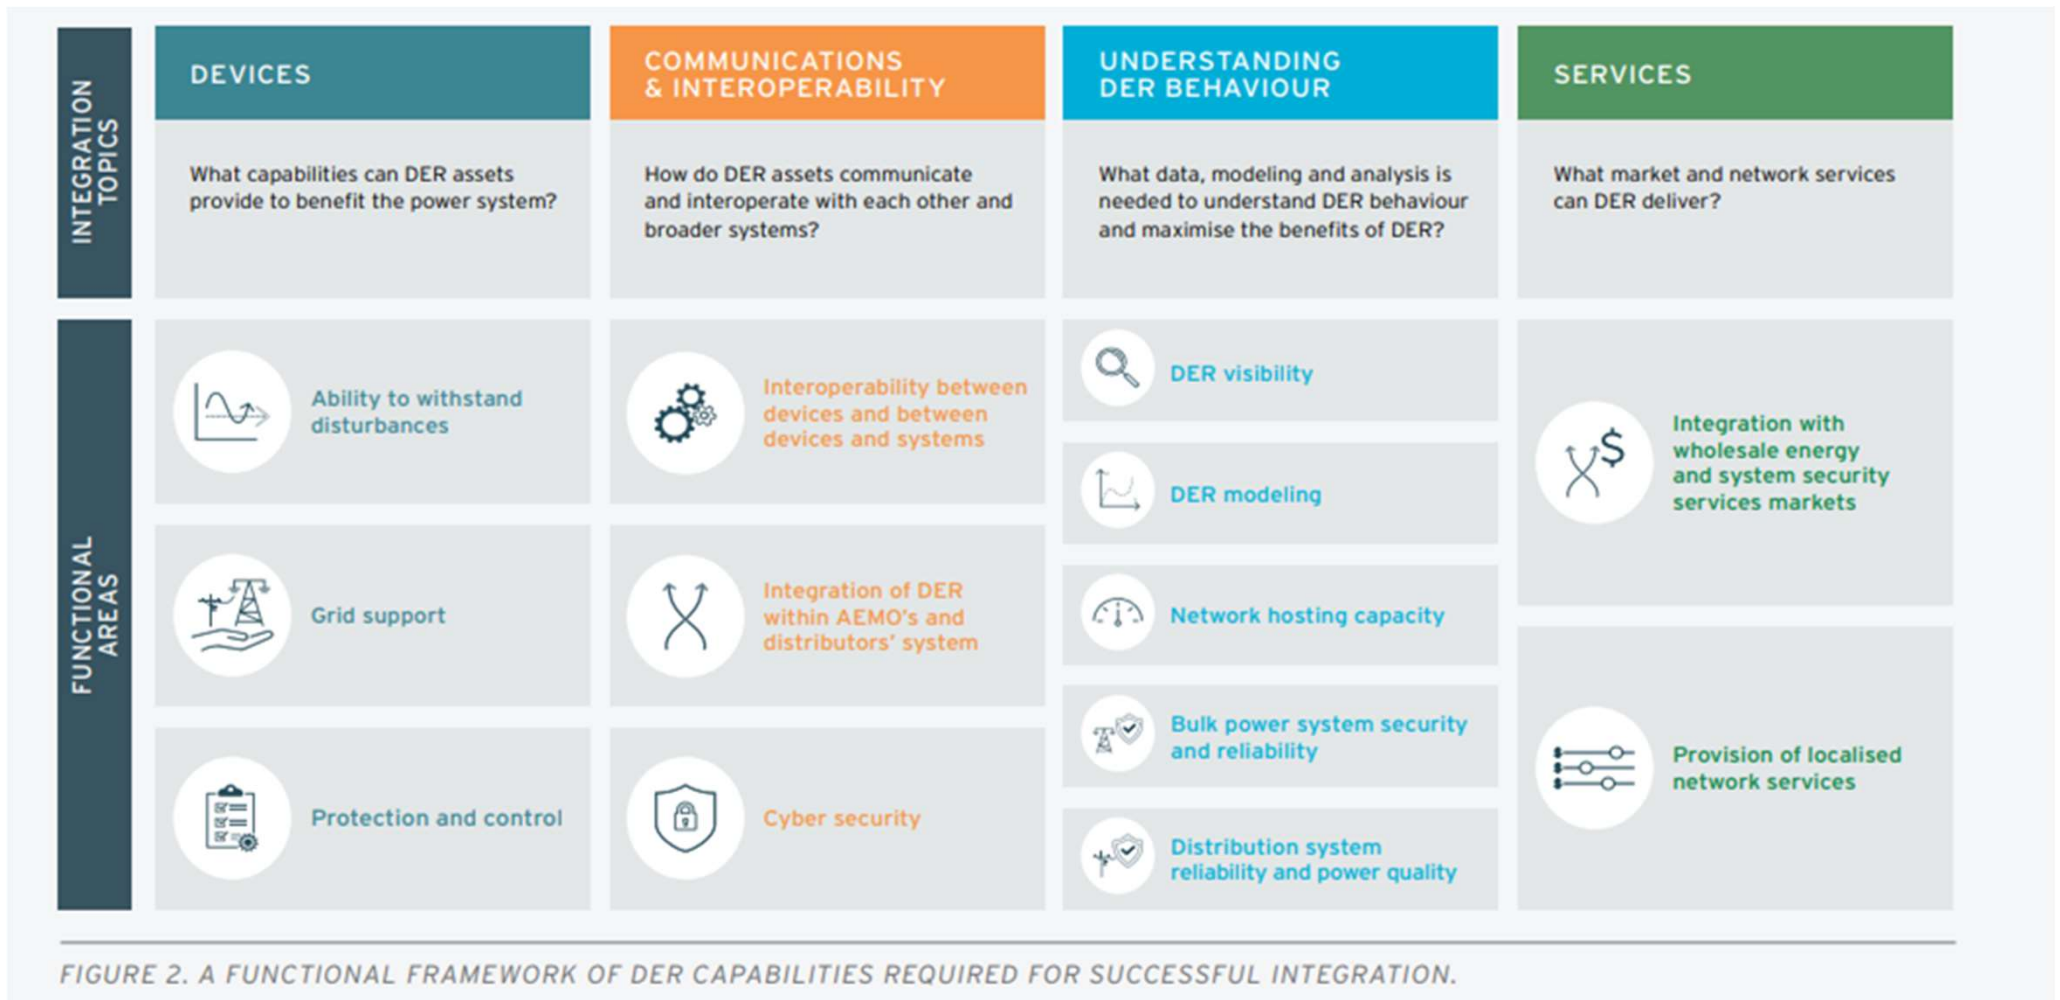 INTEGRATION
TOPICS
DEVICES
What capabilities can DER assets
provide to benefit the power system?
COMMUNICATIONS
& INTEROPERABILITY
How do DER assets communicate
and interoperate with each other and
broader systems?
UNDERSTANDING
DER BEHAVIOUR
What data, modeling and analysis is
needed to understand DER behaviour
and maximise the benefits of DER?
SERVICES
What market and network services
can DER deliver?
FUNCTIONAL
AREAS
Ability to withstand
disturbances
Grid support
Protection and control
Interoperability between
devices and between
devices and systems
Integration of DER
within AEMO's and
distributors' system
Cyber security
DER visibility
DER modeling
Network hosting capacity
Bulk power system security
and reliability
Distribution system
reliability and power quality
$
Integration with
wholesale energy
and system security
services markets
$
$
$
Provision of localised
network services
FIGURE 2. A FUNCTIONAL FRAMEWORK OF DER CAPABILITIES REQUIRED FOR SUCCESSFUL INTEGRATION.